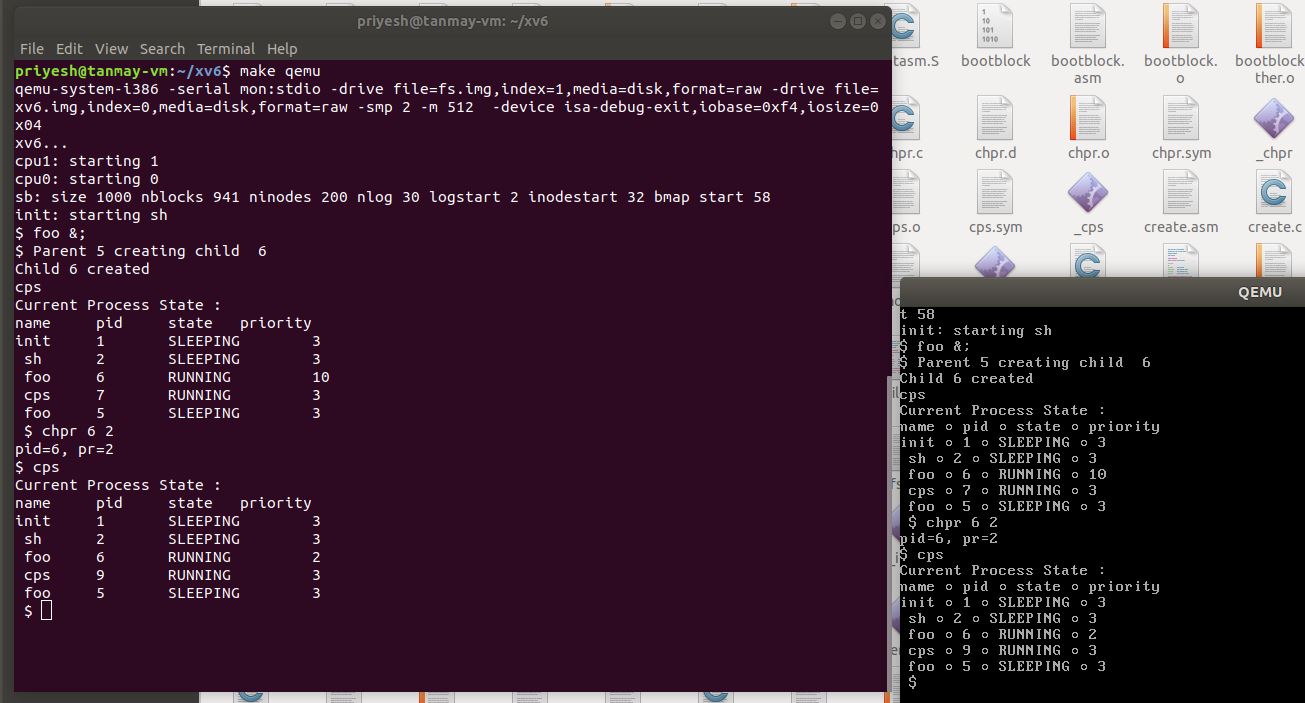 priyesh@tanmay-vm: ~/xv6
File Edit View Search Terminal Help
priyesh@tanmay-vm:~/xv6$ make qemu
qemu-system-i386 -serial mon:stdio -drive file=fs.img,index=1,media=disk,format=raw -drive file=
xv6.img,index=0,media=disk,format=raw -smp 2 -m 512  -device isa-debug-exit,iobase=0xf4,iosize=0
x04
xv6...
cpu1: starting 1
cpu0: starting 0
sb: size 1000 nblocks 941 ninodes 200 nlog 30 logstart 2 inodestart 32 bmap start 58
init: starting sh
$ foo &;
$ Parent 5 creating child  6
Child 6 created
cps
Current Process State :
name     pid     state   priority
init     1       SLEEPING        3
 sh      2       SLEEPING        3
 foo     6       RUNNING         10
 cps     7       RUNNING         3
 foo     5       SLEEPING        3
 $ chpr 6 2
pid=6, pr=2
$ cps
Current Process State :
name     pid     state   priority
init     1       SLEEPING        3
 sh      2       SLEEPING        3
 foo     6       RUNNING         2
 cps     9       RUNNING         3
 foo     5       SLEEPING        3
 $
tasm.S
bootblock
bootblock.
asm
bootblock.
o
bootblock
ther.o
1
10
101
1010
hpr.c
chpr.d
chpr.o
chpr.sym
_chpr
ps.o
cps.sym
_cps
create.asm
create.c
QEMU
t 58
init: starting sh
$ foo &;
$ Parent 5 creating child  6
Child 6 created
cps
Current Process State :
name ○ pid ○ state ○ priority
init ○ 1 ○ SLEEPING ○ 3
 sh ○ 2 ○ SLEEPING ○ 3
 foo ○ 6 ○ RUNNING ○ 10
 cps ○ 7 ○ RUNNING ○ 3
 foo ○ 5 ○ SLEEPING ○ 3
 $ chpr 6 2
pid=6, pr=2
$ cps
Current Process State :
name ○ pid ○ state ○ priority
init ○ 1 ○ SLEEPING ○ 3
 sh ○ 2 ○ SLEEPING ○ 3
 foo ○ 6 ○ RUNNING ○ 2
 cps ○ 9 ○ RUNNING ○ 3
 foo ○ 5 ○ SLEEPING ○ 3
 $